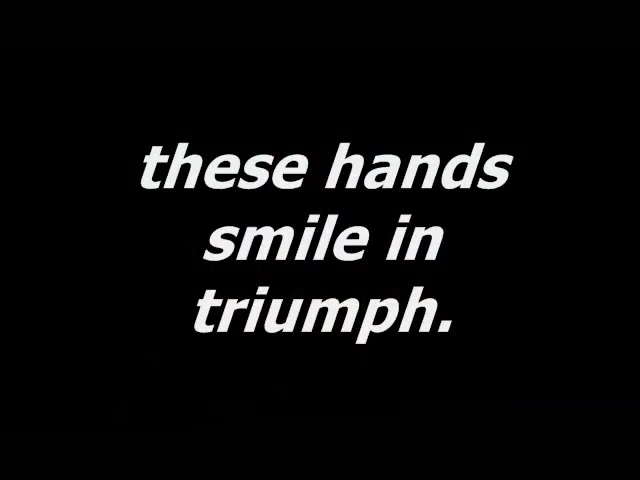 these hands
smile in
triumph.